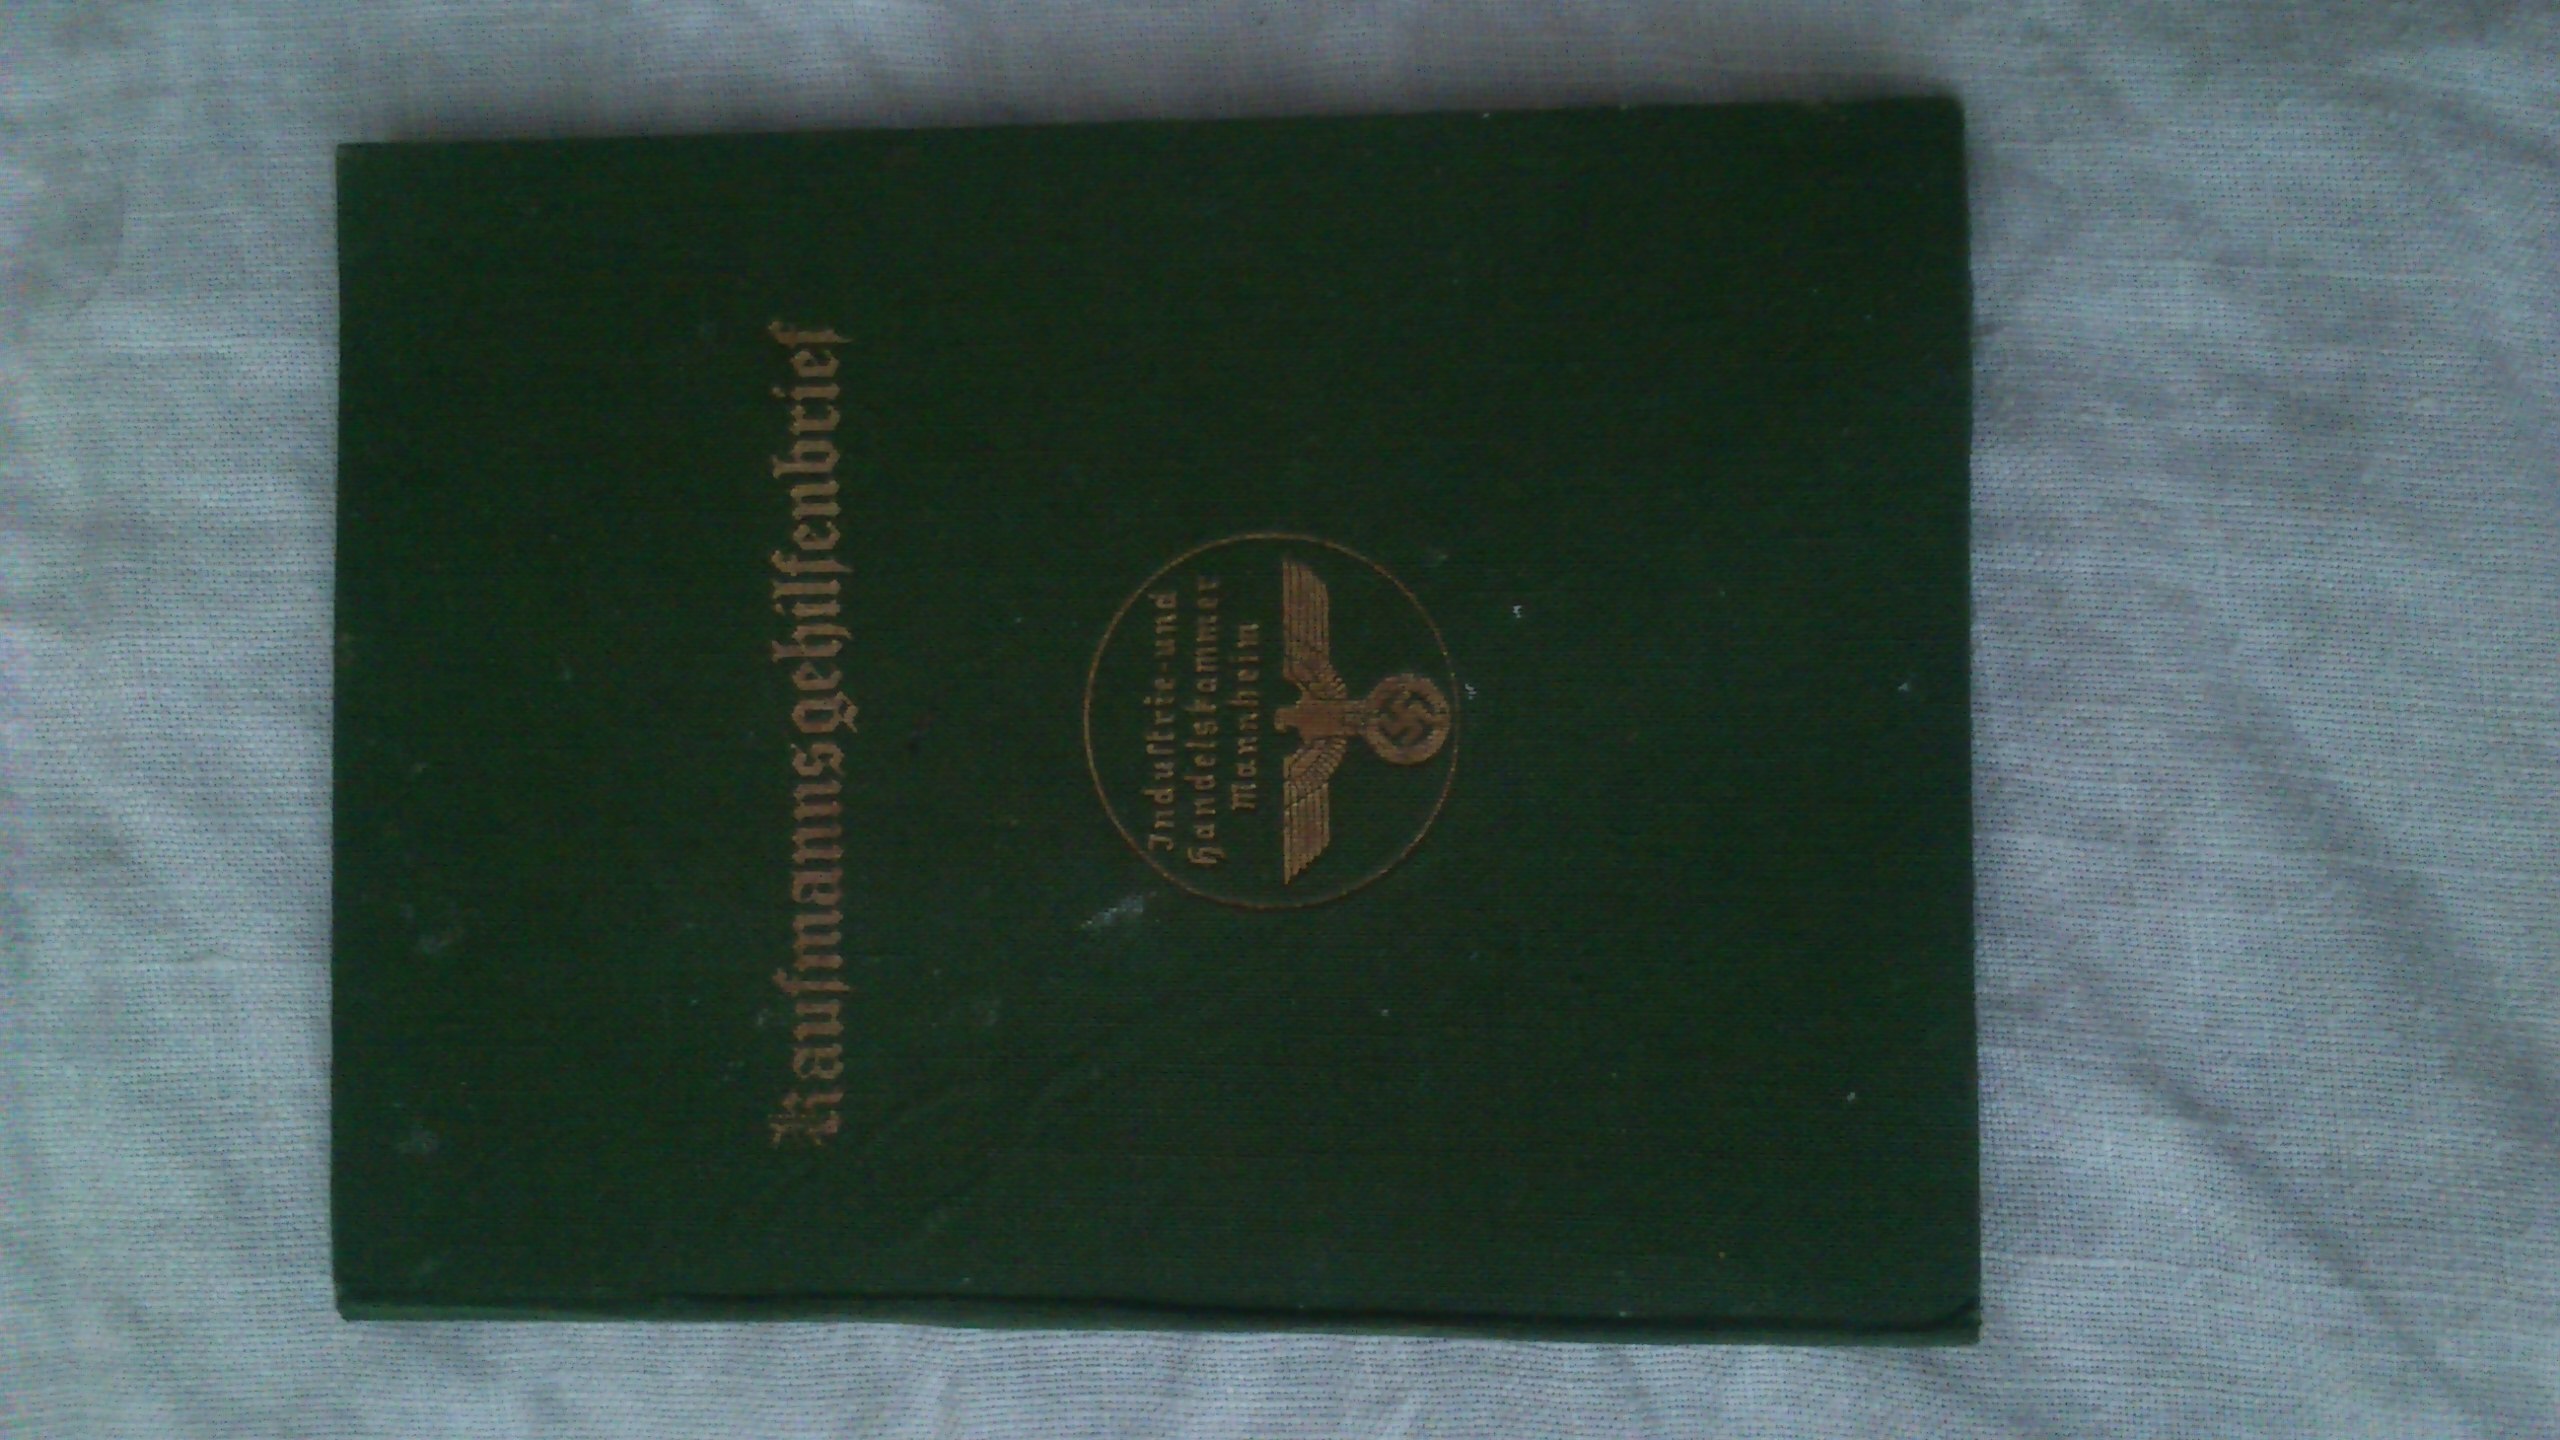 Kaufmannsgehilfenbrief
Induſtrie-und
Handelskammer
Mannheim